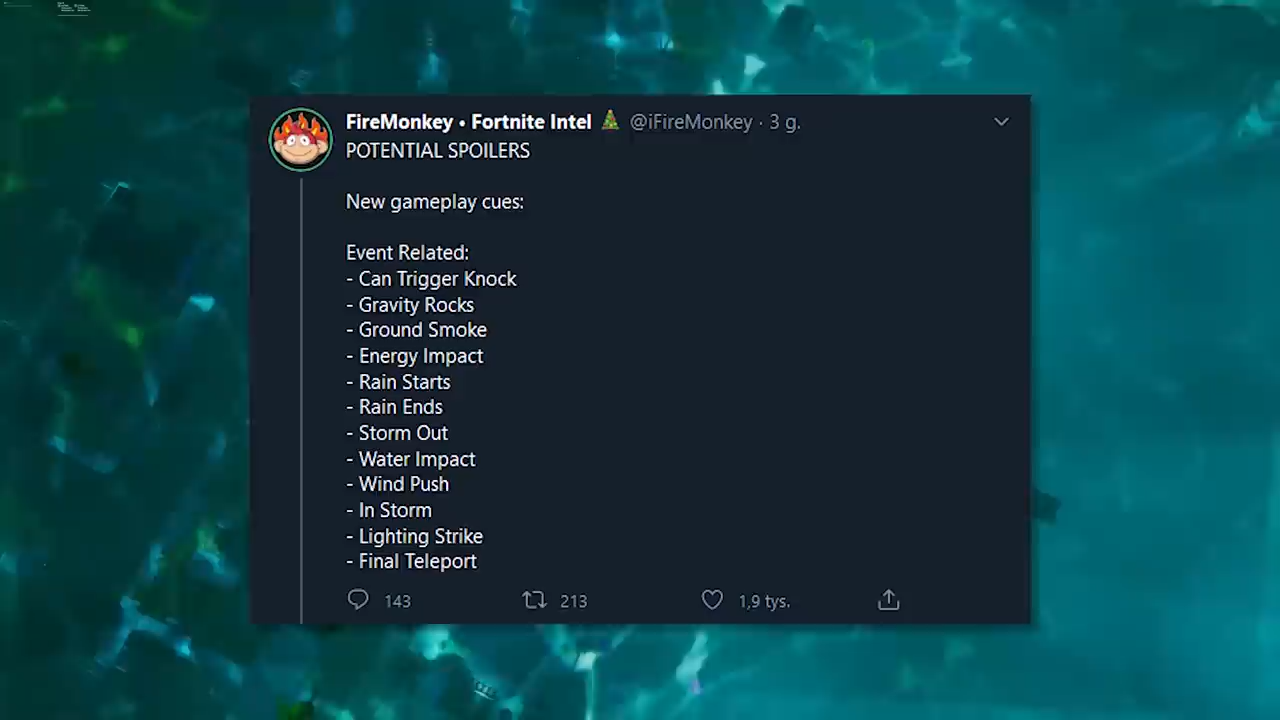 FireMonkey • Fortnite Intel 🎄 @iFireMonkey · 3 g.
POTENTIAL SPOILERS
New gameplay cues:
Event Related:
- Can Trigger Knock
- Gravity Rocks
- Ground Smoke
- Energy Impact
- Rain Starts
- Rain Ends
- Storm Out
- Water Impact
- Wind Push
- In Storm
- Lighting Strike
- Final Teleport
143 213 1,9 tys.